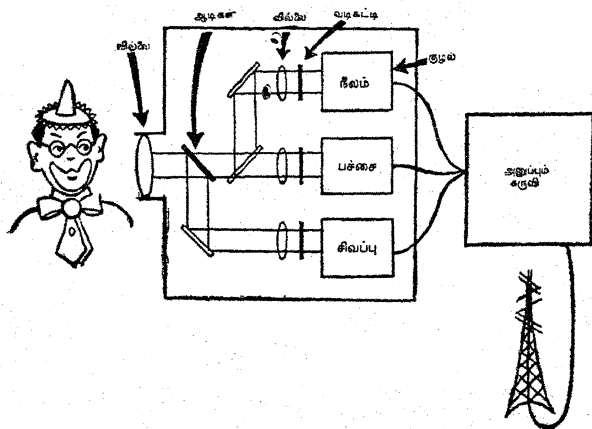 ஆடிகள்
வில்லை
வடிகட்டி
வில்லை
குழல்
நீலம்
பச்சை
அனுப்பும்
கருவி
சிவப்பு